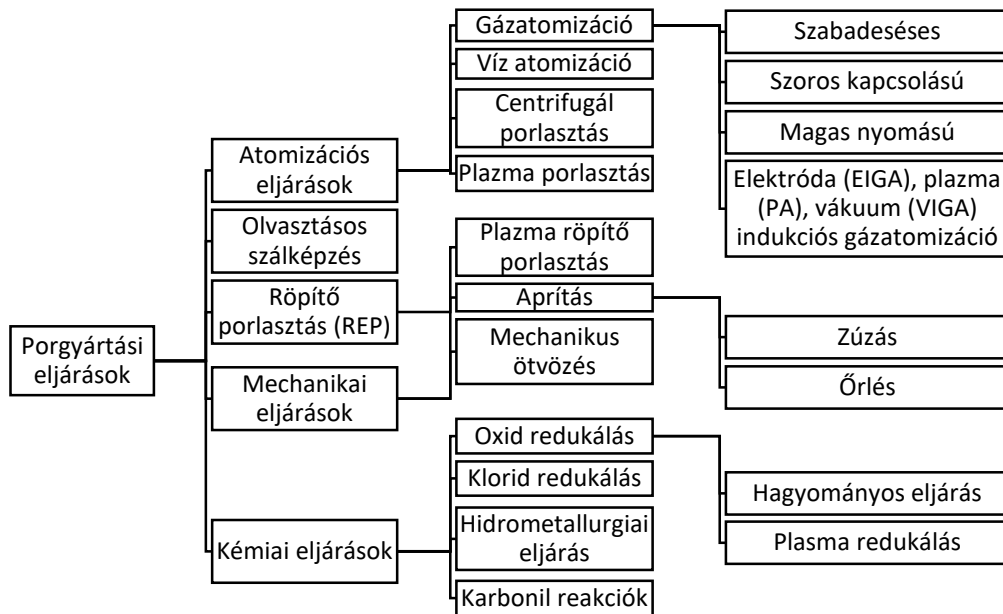 Porgyártási
eljárások
Atomizációs
eljárások
Gázatomizáció
Szabadeséses
Szoros kapcsolású
Magas nyomású
Elektróda (EIGA), plazma
(PA), vákuum (VIGA)
indukciós gázatomizáció
Víz atomizáció
Centrifugál
porlasztás
Plazma porlasztás
Olvasztásos
szálképzés
Röpítő
porlasztás (REP)
Plazma röpítő
porlasztás
Mechanikai
eljárások
Aprítás
Zúzás
Őrlés
Mechanikus
ötvözés
Kémiai eljárások
Oxid redukálás
Hagyományos eljárás
Plasma redukálás
Klorid redukálás
Hidrometallurgiai
eljárás
Karbonil reakciók